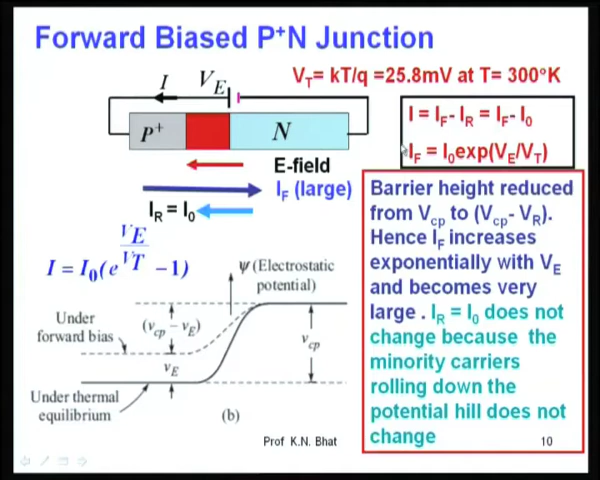 Forward Biased P⁺N Junction
V_T= kT/q =25.8mV at T= 300°K
I
V_E
P⁺
N
I = I_F- I_R = I_F- I_0
I_F = I_0exp(V_E/V_T)
E-field
I_F (large)
I_R = I_0
I = I_0(e^{VE/VT} −1)
Barrier height reduced
from V_cp to (V_cp- V_R).
Hence I_F increases
exponentially with V_E
and becomes very
large . I_R = I_0 does not
change because the
minority carriers
rolling down the
potential hill does not
change
ψ (Electrostatic
potential)
Under
forward bias
(v_cp − v_E)
v_cp
v_E
Under thermal
equilibrium
(b)
Prof K.N. Bhat
10